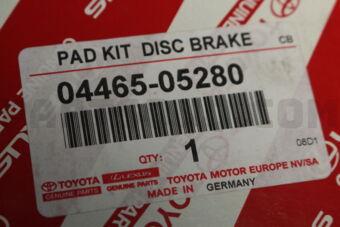 PAD KIT DISC BRAKE
CB
04465-05280
QTY:
1
08D1
TOYOTA
GENUINE PARTS
LEXUS
GENUINE PARTS
TOYOTA MOTOR EUROPE NV/SA
MADE IN GERMANY